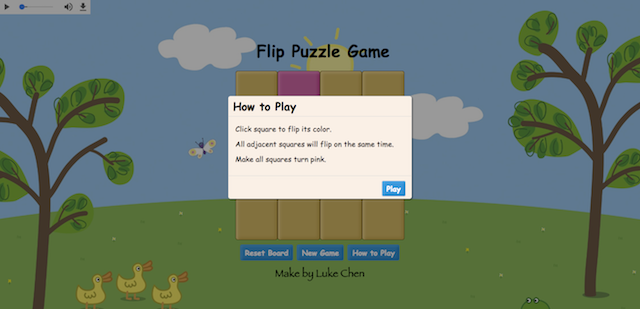 Flip Puzzle Game
How to Play
Click square to flip its color.
All adjacent squares will flip on the same time.
Make all squares turn pink.
Play
Reset Board
New Game
How to Play
Make by Luke Chen